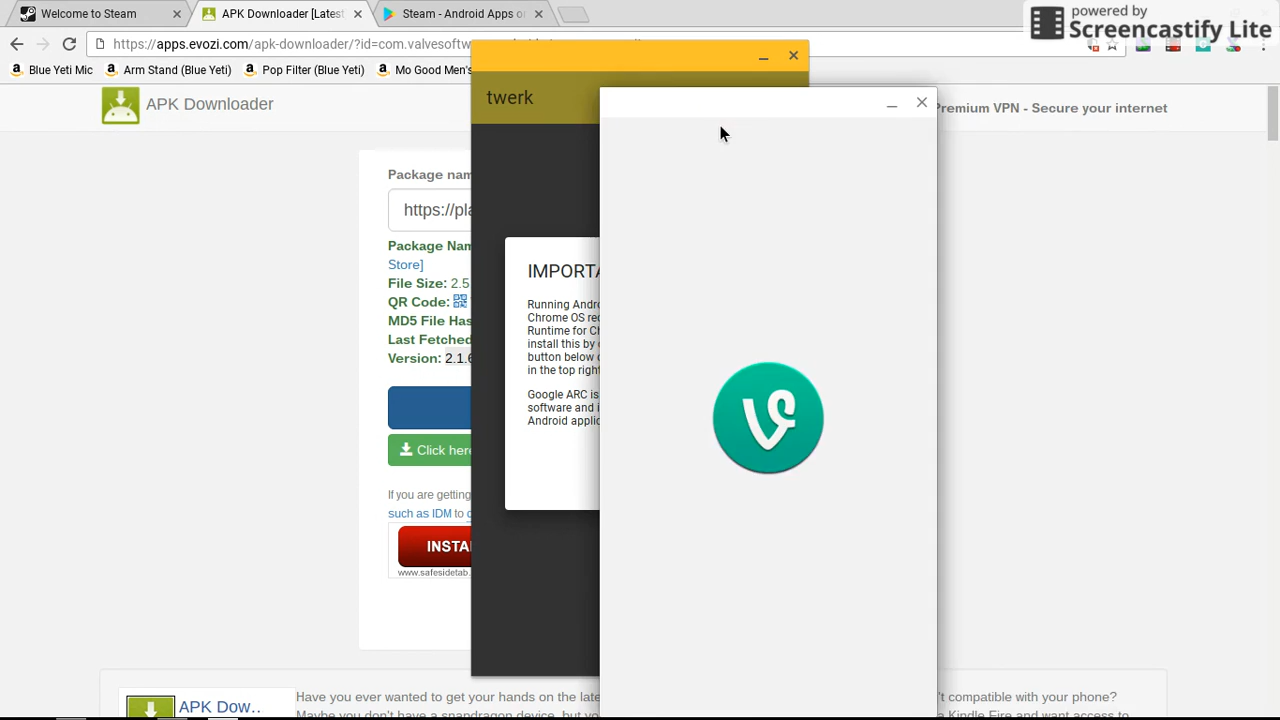 Welcome to Steam
APK Downloader [Latest
Steam - Android Apps on
powered by
Screencastify Lite
https://apps.evozi.com/apk-downloader/?id=com.valvesoftw
Blue Yeti Mic
Arm Stand (Blue Yeti)
Pop Filter (Blue Yeti)
Mo Good Men's
APK Downloader
Premium VPN - Secure your internet
twerk
Package nam
https://pla
Package Nam
Store]
File Size: 2.5
QR Code:
MD5 File Has
Last Fetched
Version: 2.1.6
Click here
If you are getting
such as IDM to
INSTA
www.safesidetab.
IMPORTA
Running Andro
Chrome OS req
Runtime for Ch
install this by c
button below o
in the top right
Google ARC is
software and i
Android applic
APK Dow...
Have you ever wanted to get your hands on the late
't compatible with your phone?
Maybe you don't have a snapdragon device, but yo
Kindle Fire and want access to